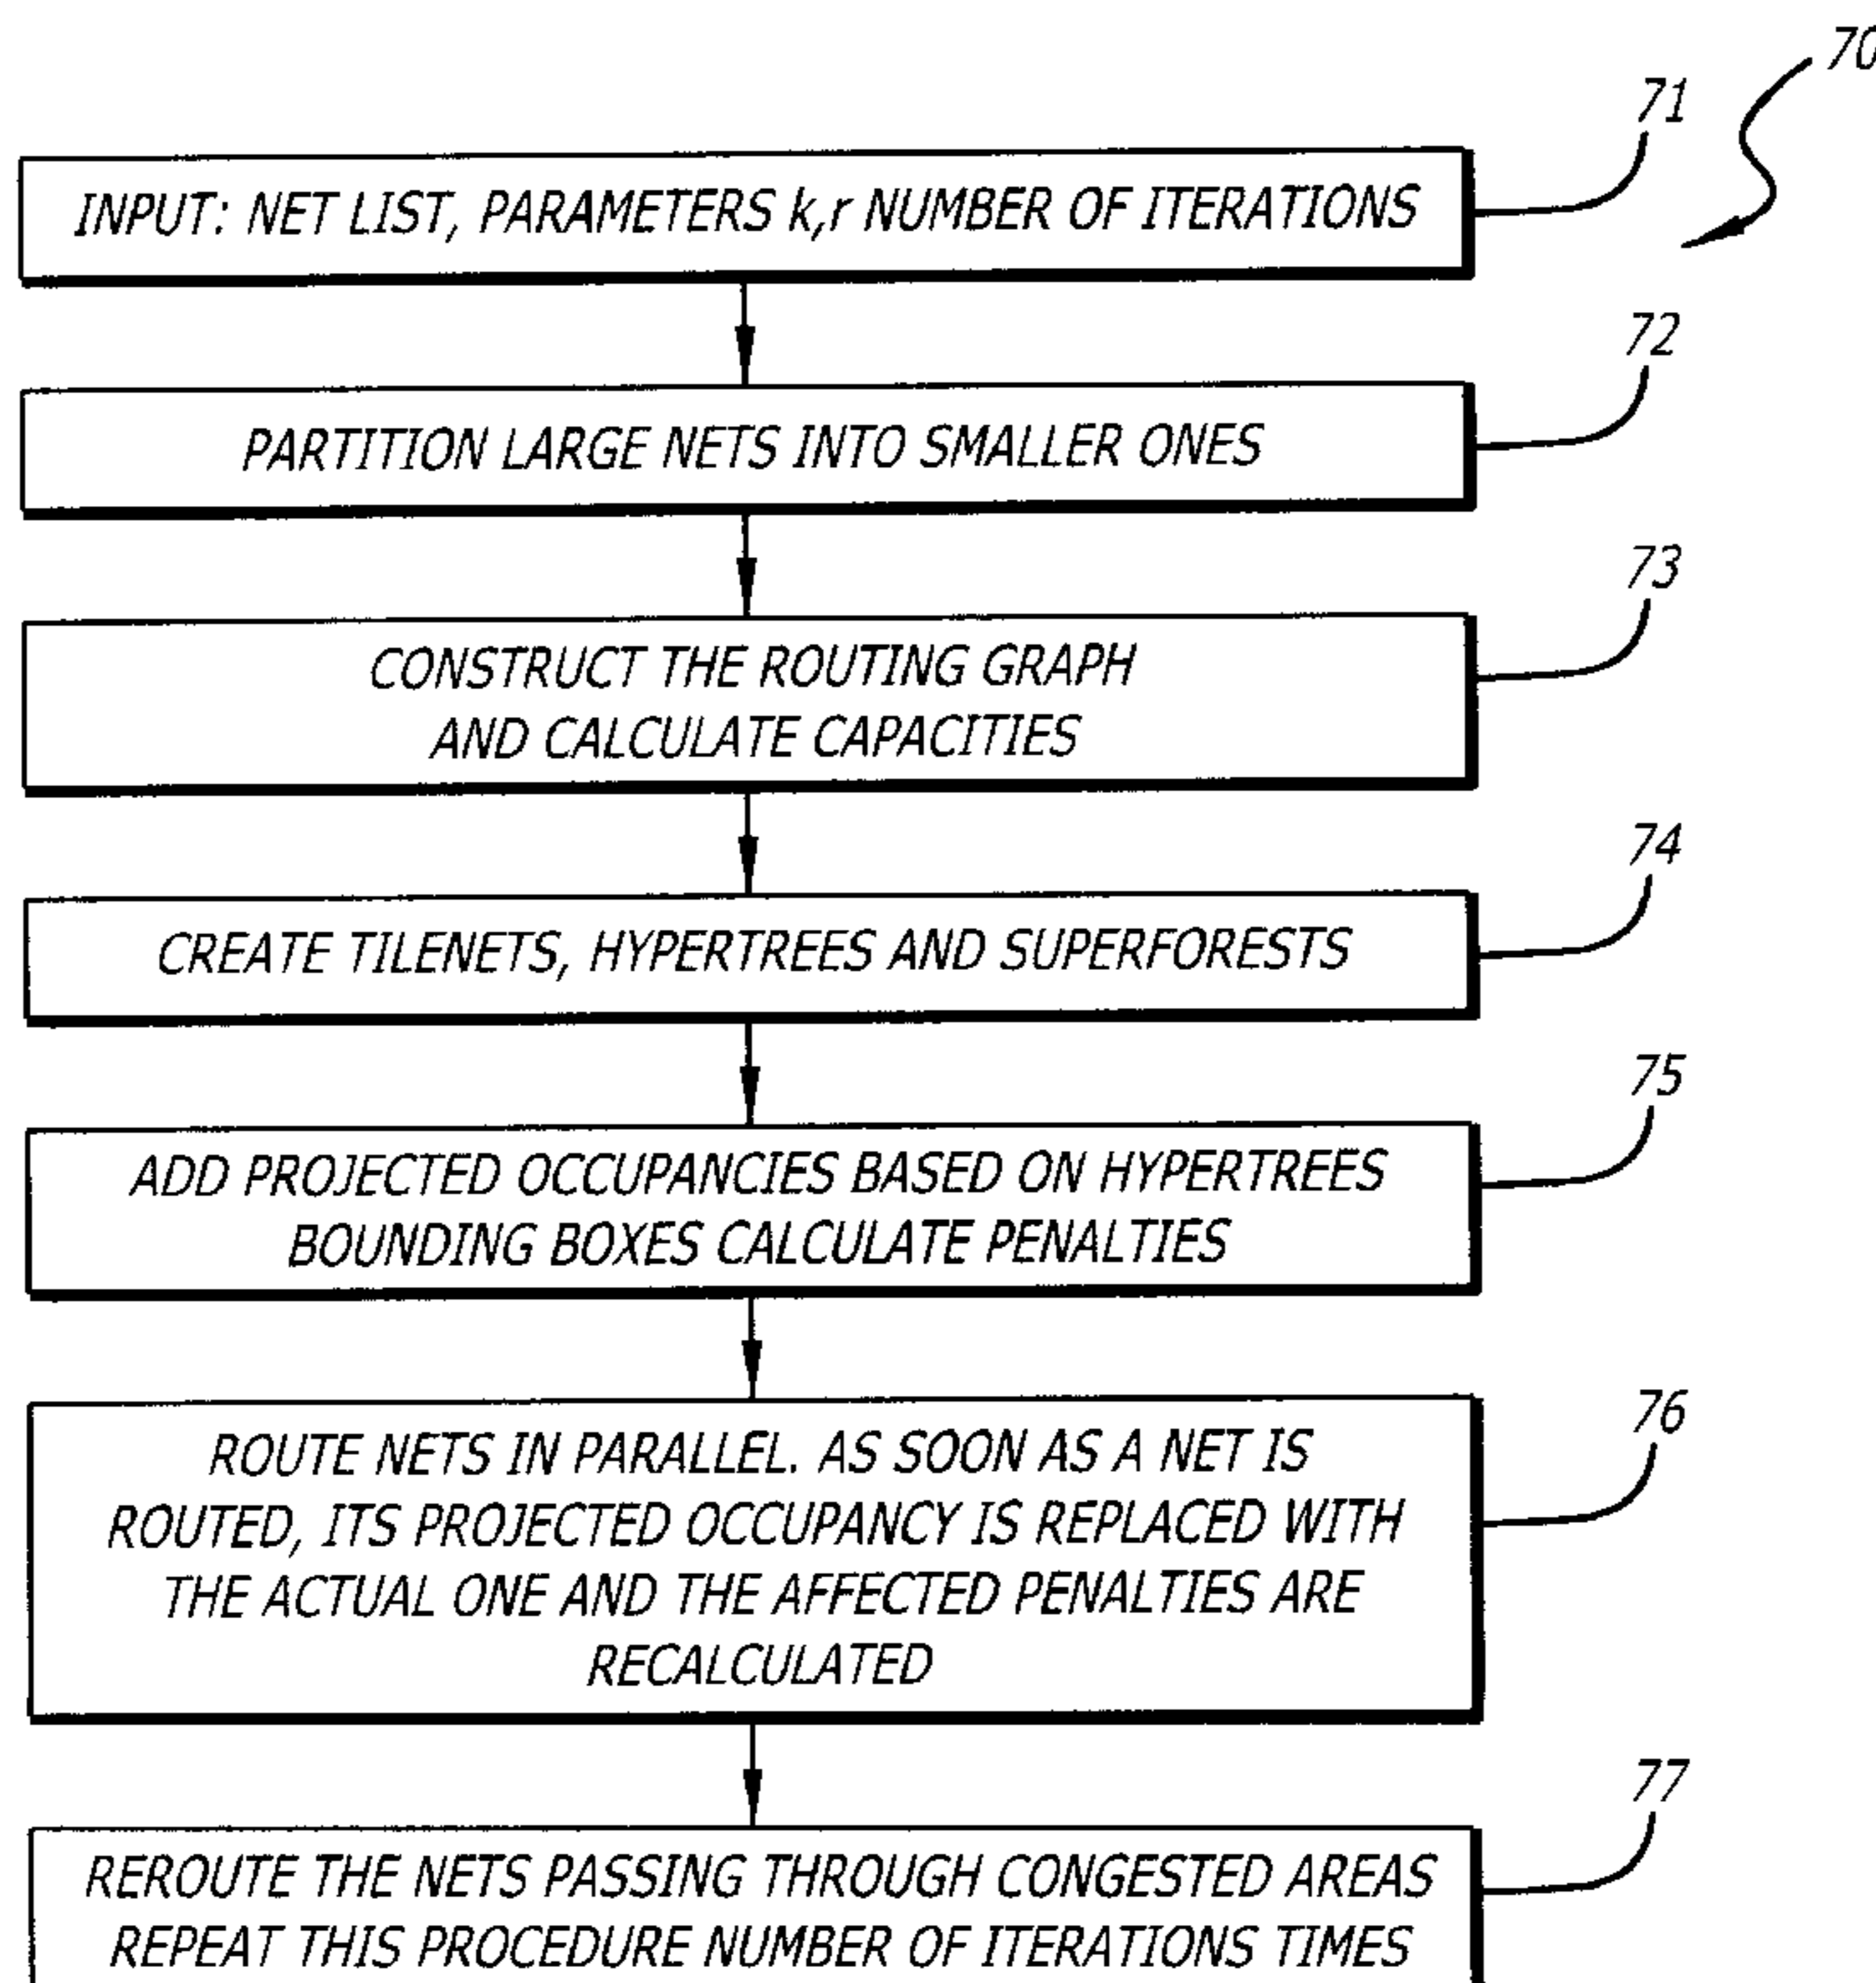 70
71
INPUT: NET LIST, PARAMETERS k,r NUMBER OF ITERATIONS
72
PARTITION LARGE NETS INTO SMALLER ONES
73
CONSTRUCT THE ROUTING GRAPH
AND CALCULATE CAPACITIES
74
CREATE TILENETS, HYPERTREES AND SUPERFORESTS
75
ADD PROJECTED OCCUPANCIES BASED ON HYPERTREES
BOUNDING BOXES CALCULATE PENALTIES
76
ROUTE NETS IN PARALLEL. AS SOON AS A NET IS
ROUTED, ITS PROJECTED OCCUPANCY IS REPLACED WITH
THE ACTUAL ONE AND THE AFFECTED PENALTIES ARE
RECALCULATED
77
REROUTE THE NETS PASSING THROUGH CONGESTED AREAS
REPEAT THIS PROCEDURE NUMBER OF ITERATIONS TIMES